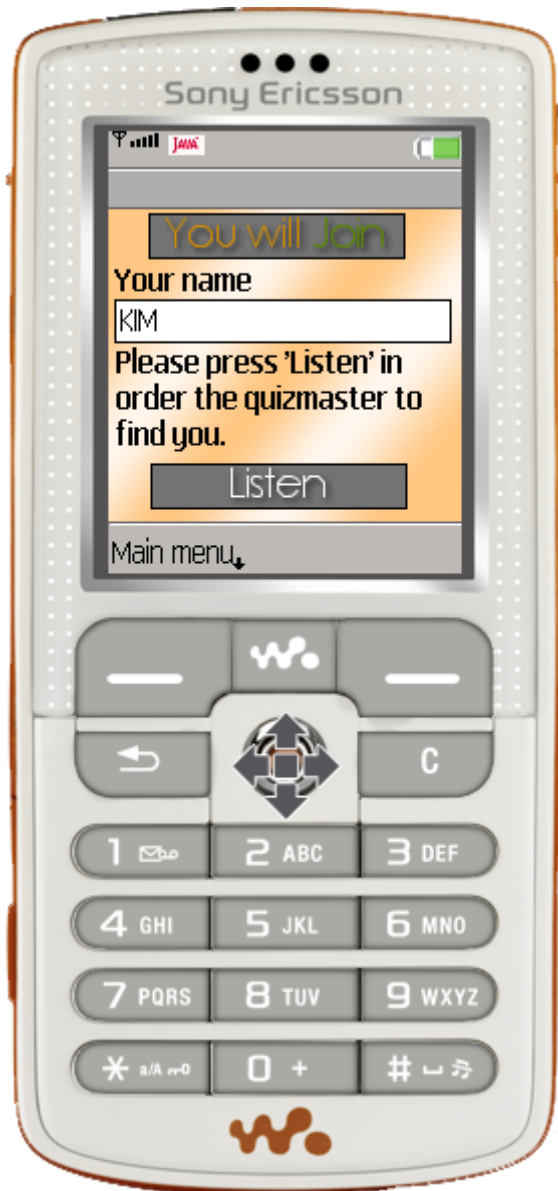 Sony Ericsson
JAVA
You will Join
Your name
KIM
Please press 'Listen' in
order the quizmaster to
find you.
Listen
Main menu
C
1 2 ABC 3 DEF
4 GHI 5 JKL 6 MNO
7 PQRS 8 TUV 9 WXYZ
* a/A 0 + #